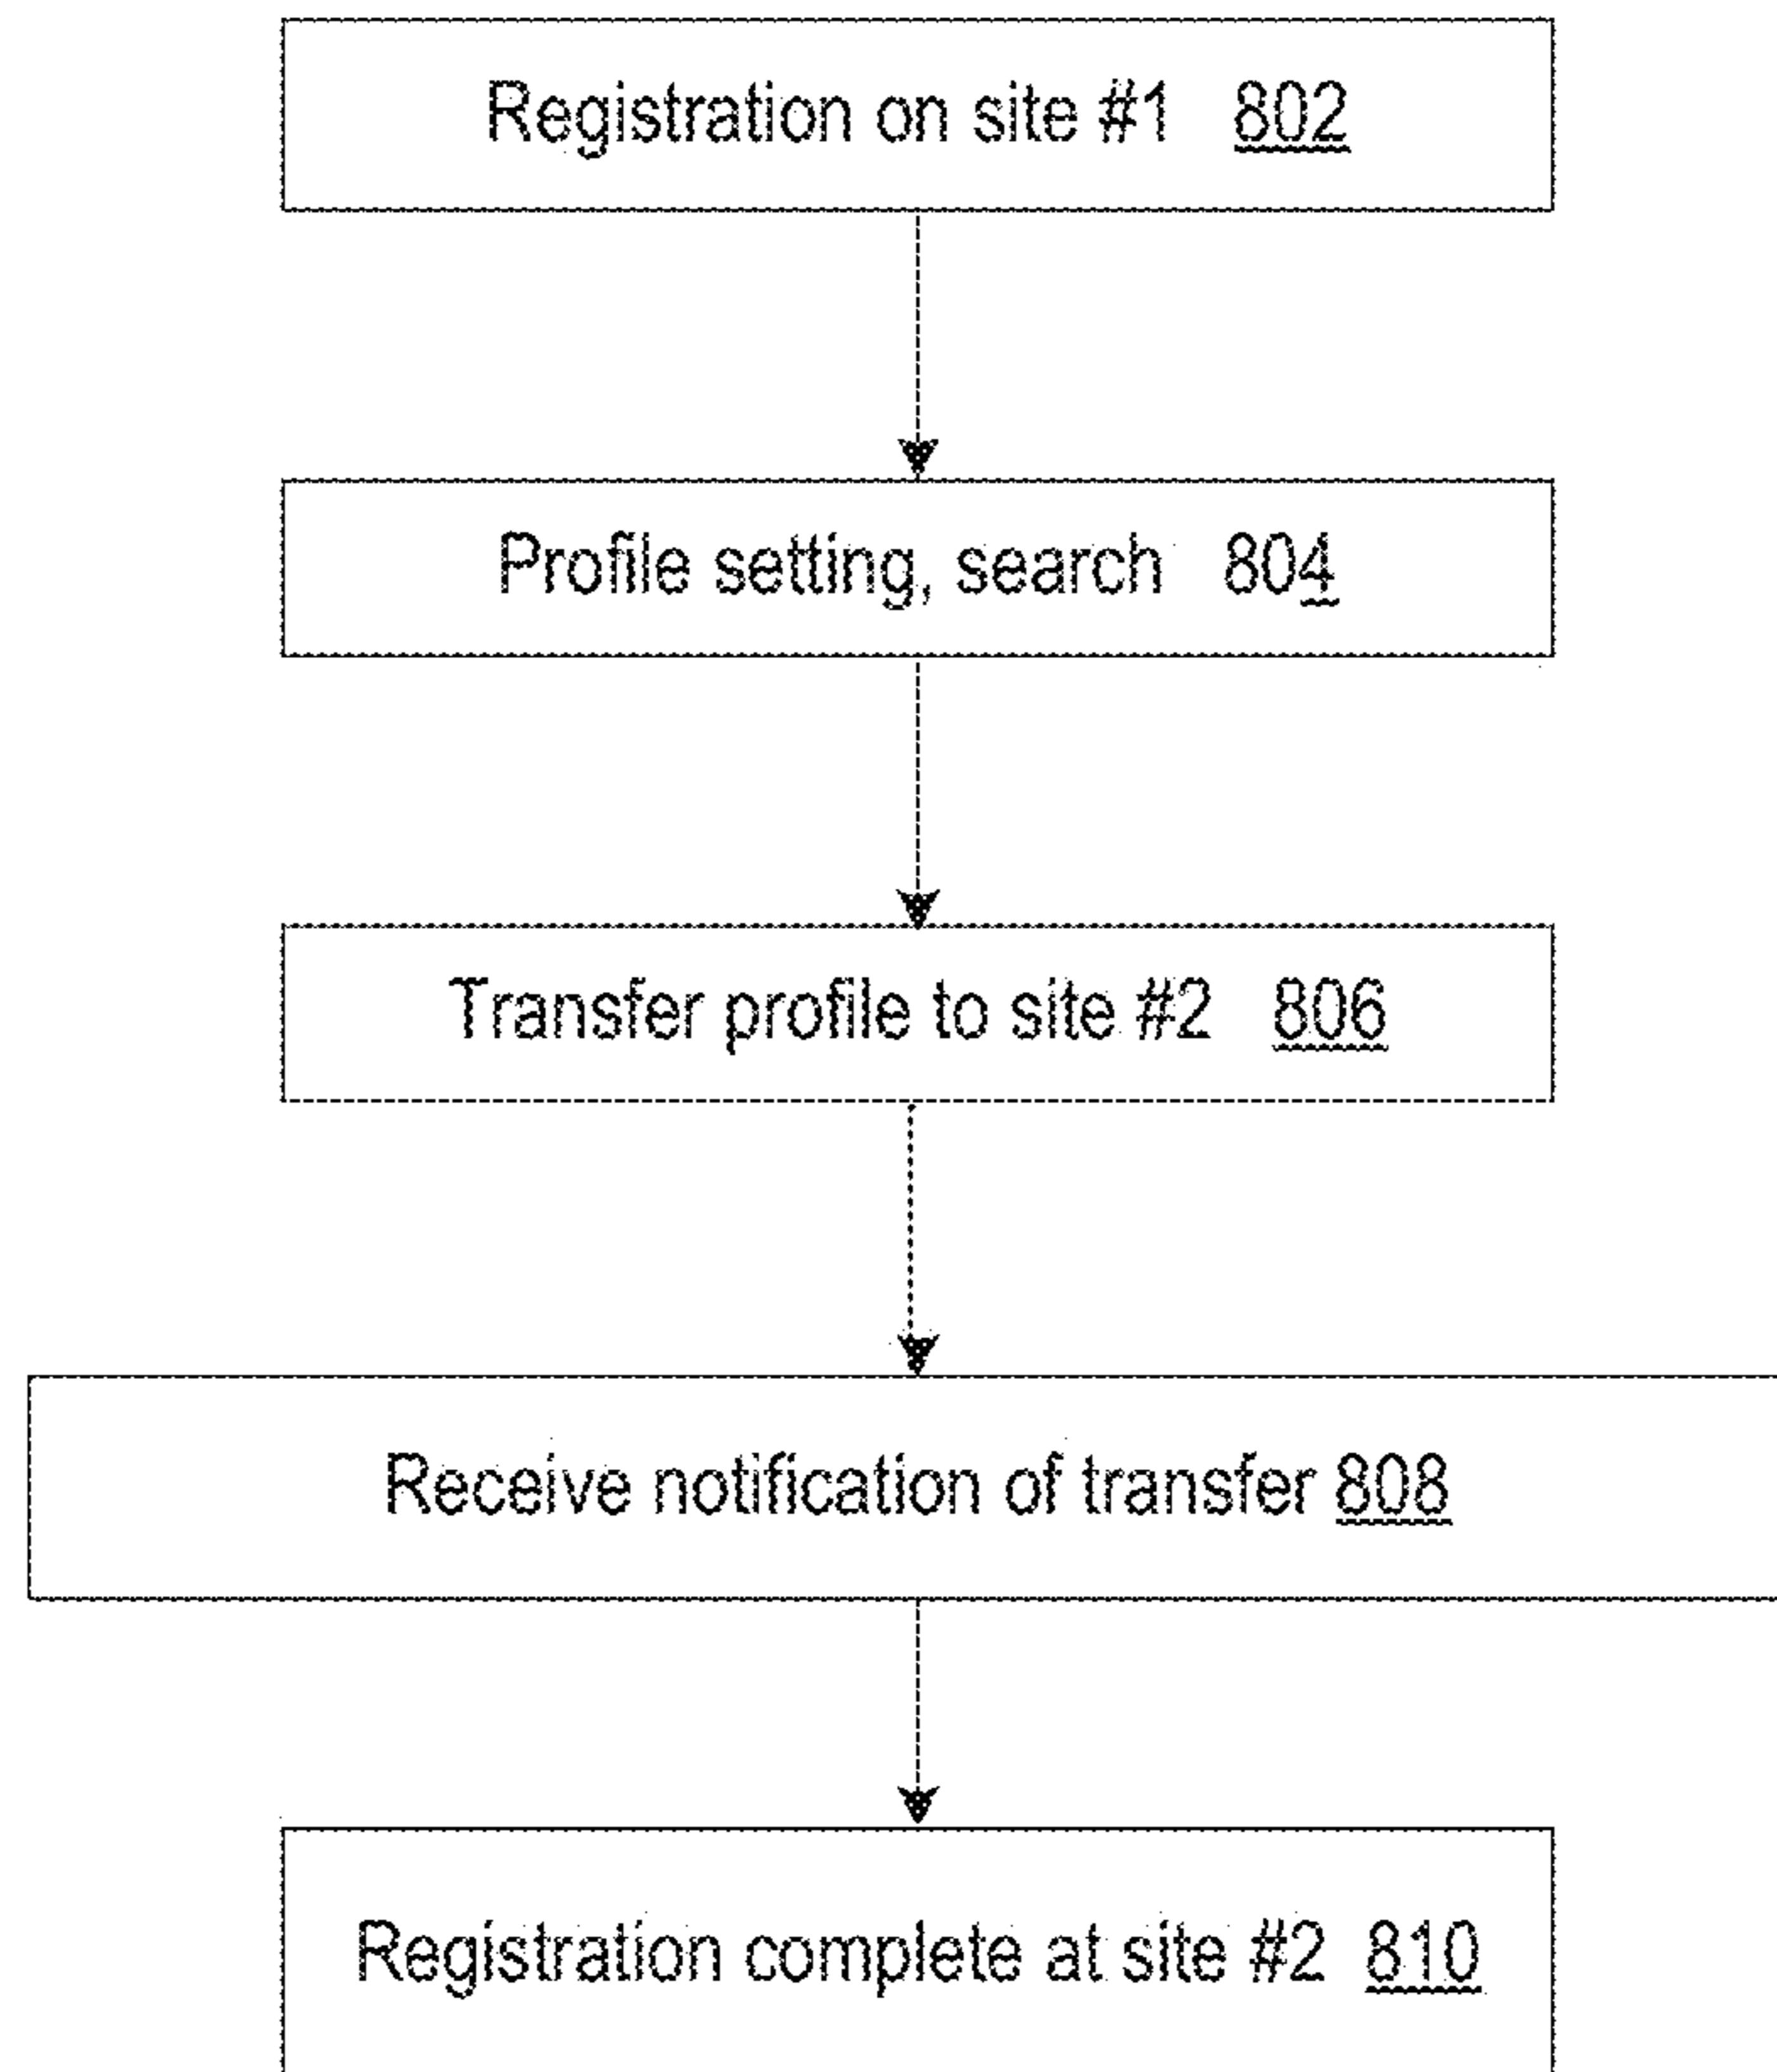 Registration on site #1 802
Profile setting, search 804
Transfer profile to site #2 806
Receive notification of transfer 808
Registration complete at site #2 810